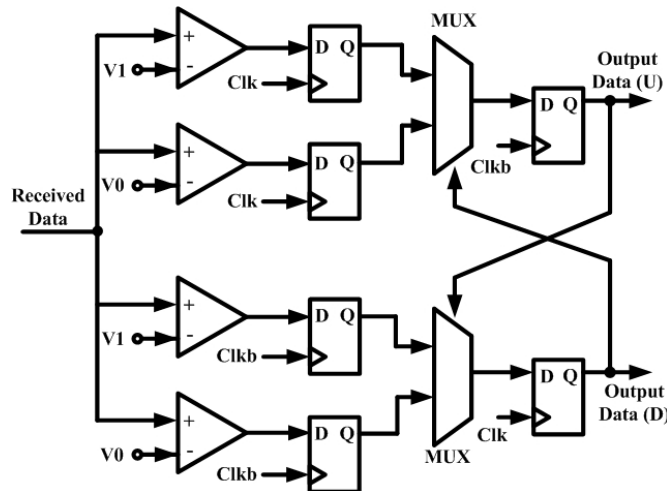 MUX
+
-
V1
D Q
Clk
Output
Data (U)
D Q
Clkb
+
-
V0
D Q
Clk
Received
Data
+
-
V1
D Q
Clkb
D Q
Clk
Output
Data (D)
+
-
V0
D Q
Clkb
MUX